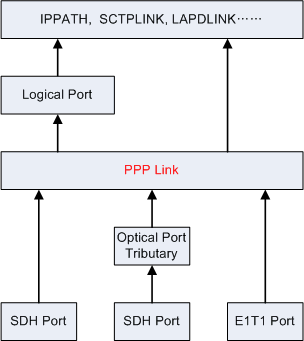 IPPATH, SCTPLINK, LAPDLINK……
Logical Port
PPP Link
Optical Port
Tributary
SDH Port
SDH Port
E1T1 Port